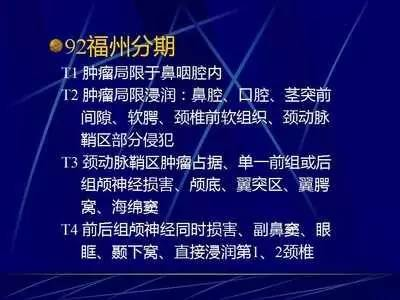 92福州分期
T1 肿瘤局限于鼻咽腔内
T2 肿瘤局限浸润：鼻腔、口腔、茎突前
间隙、软腭、颈椎前软组织、颈动脉
鞘区部分侵犯
T3 颈动脉鞘区肿瘤占据、单一前组或后
组颅神经损害、颅底、翼突区、翼腭
窝、海绵窦
T4 前后组颅神经同时损害、副鼻窦、眼
眶、颞下窝、直接浸润第1、2颈椎